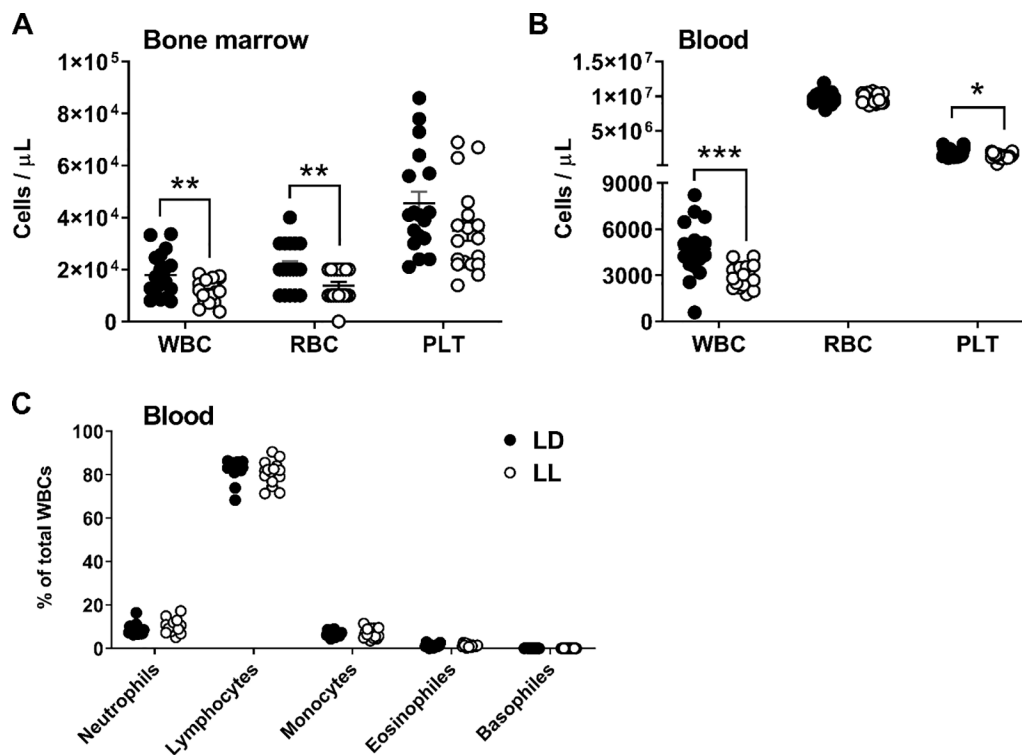 A
Bone marrow
Cells / μL
1×10⁵
8×10⁴
6×10⁴
4×10⁴
2×10⁴
0
**
**
WBC
RBC
PLT
B
Blood
Cells / μL
1.5×10⁷
1×10⁷
5×10⁶
9000
6000
3000
0
***
*
WBC
RBC
PLT
C
Blood
% of total WBCs
100
80
60
40
20
0
LD
LL
Neutrophils
Lymphocytes
Monocytes
Eosinophiles
Basophiles